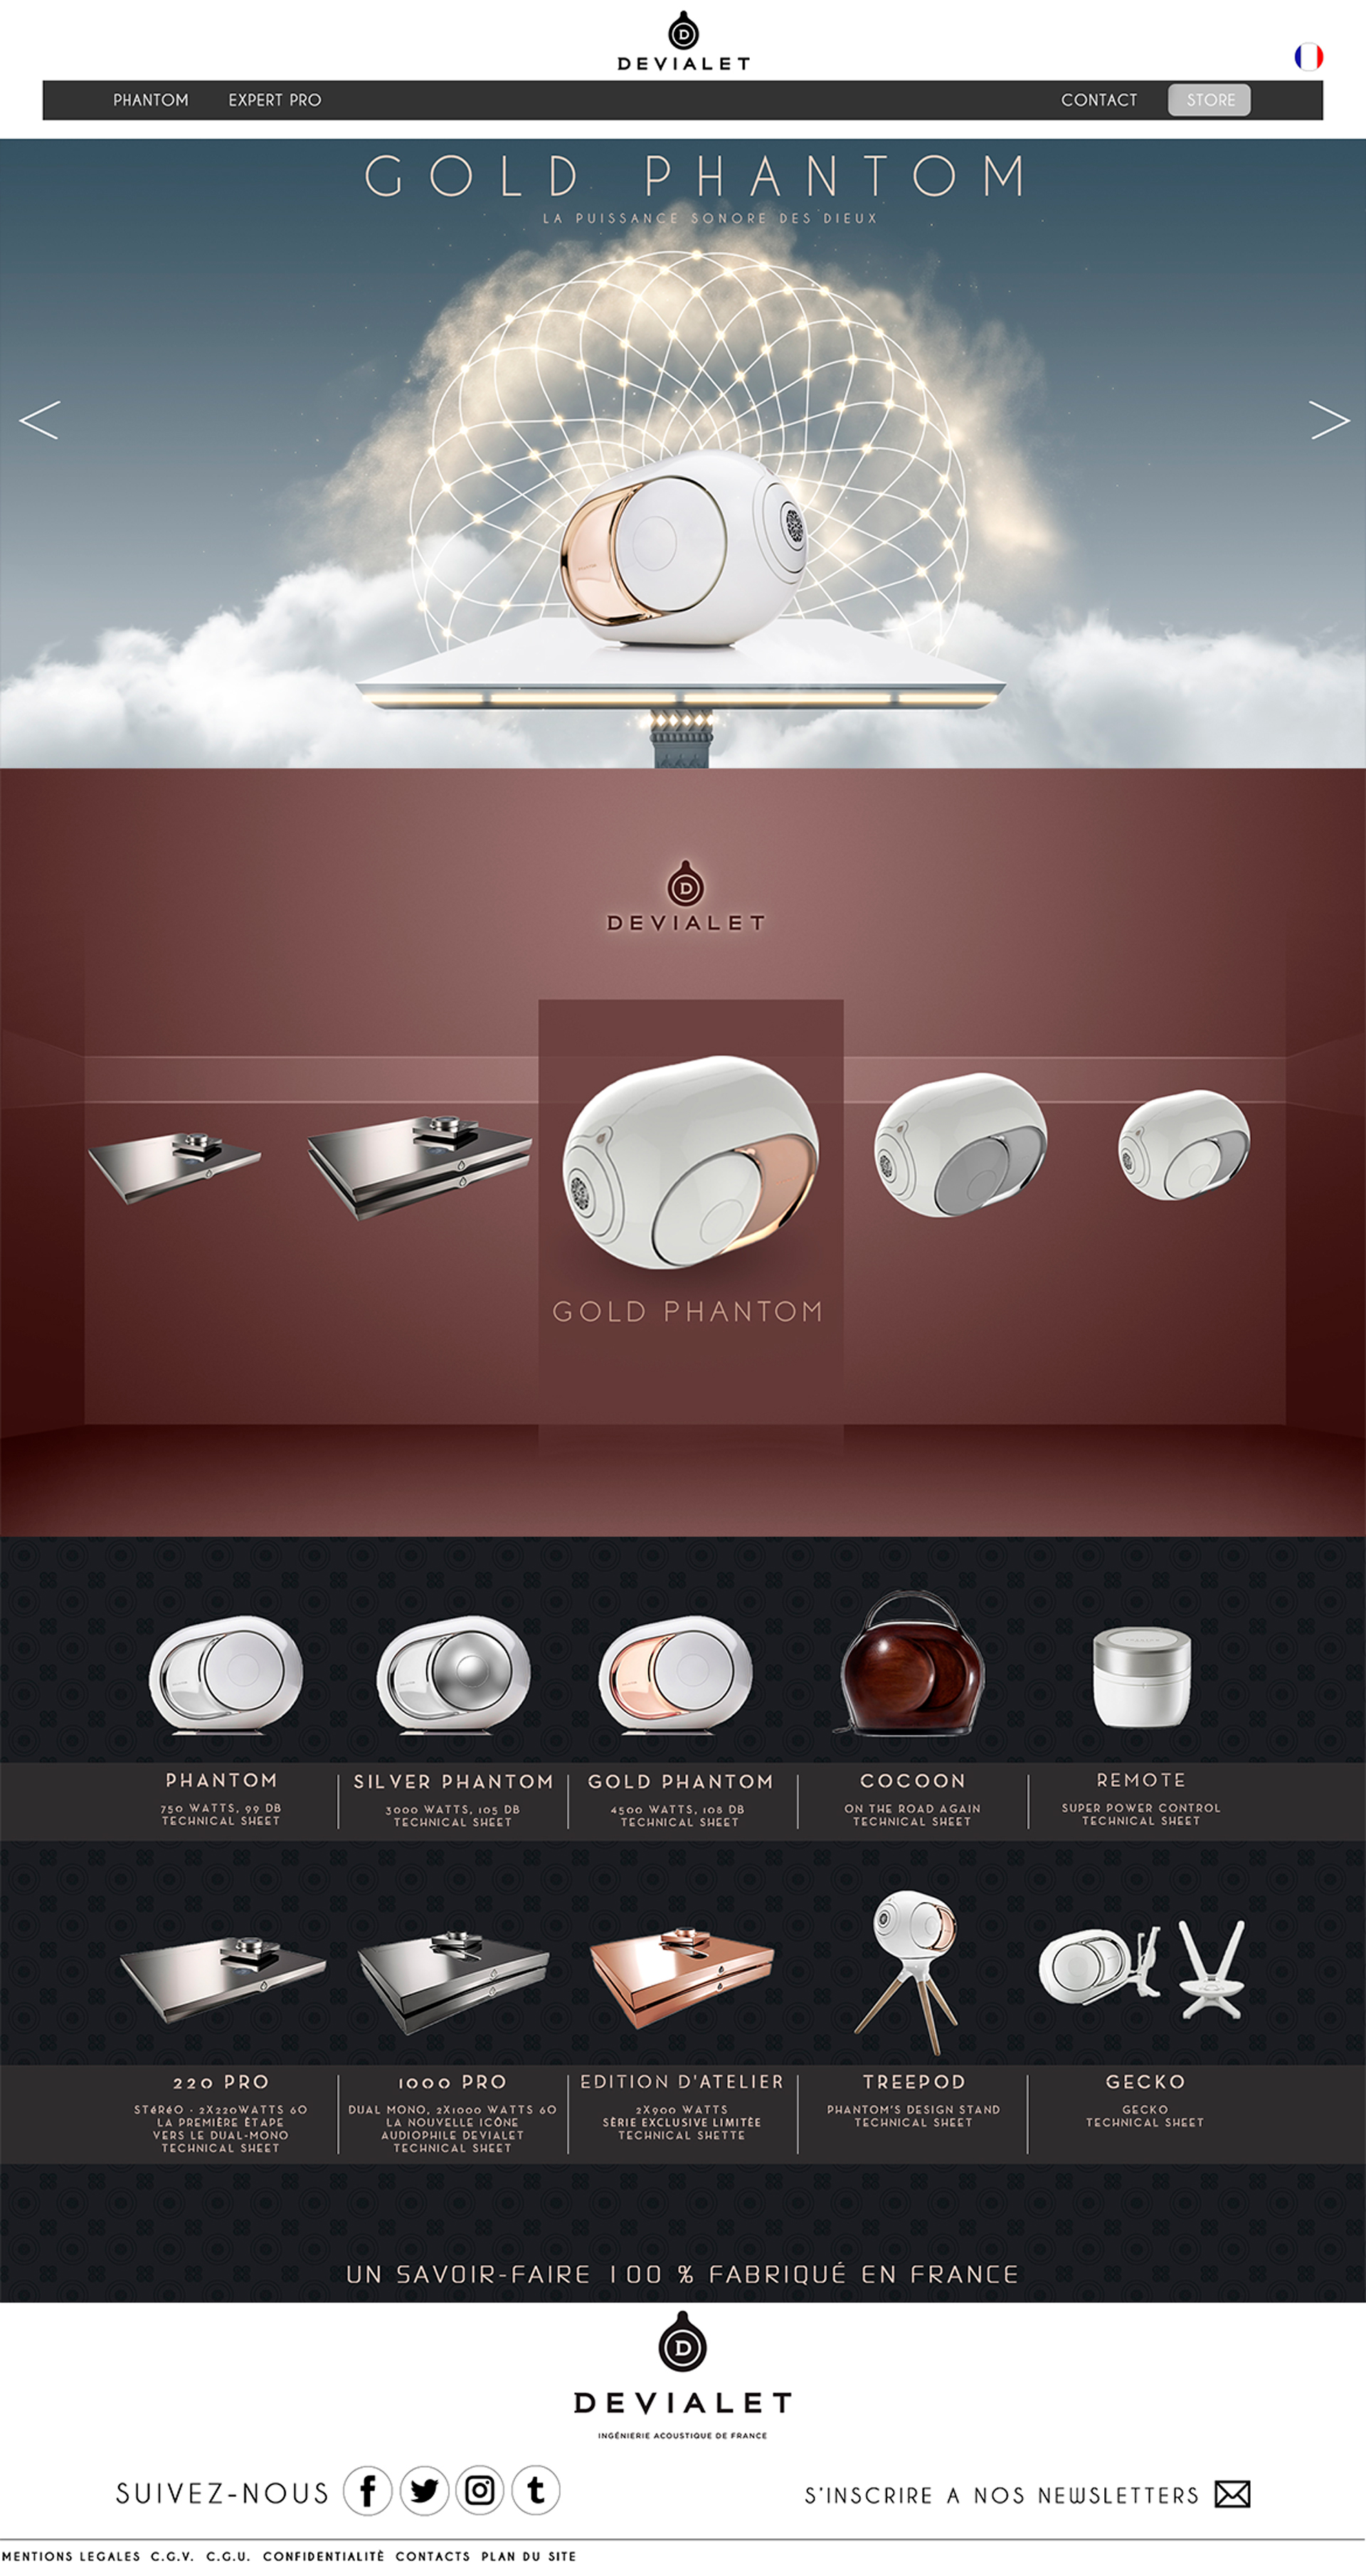 DEVIALET
PHANTOM
EXPERT PRO
CONTACT
STORE
GOLD PHANTOM
LA PUISSANCE SONORE DES DIEUX
DEVIALET
GOLD PHANTOM
PHANTOM
750 WATTS, 99 DB
TECHNICAL SHEET
SILVER PHANTOM
3000 WATTS, 105 DB
TECHNICAL SHEET
GOLD PHANTOM
4500 WATTS, 108 DB
TECHNICAL SHEET
COCOON
ON THE ROAD AGAIN
TECHNICAL SHEET
REMOTE
SUPER POWER CONTROL
TECHNICAL SHEET
220 PRO
STéRéO - 2X220WATTS 6O
LA PREMIÈRE ÈTAPE
VERS LE DUAL-MONO
TECHNICAL SHEET
1000 PRO
DUAL MONO, 2X1000 WATTS 6O
LA NOUVELLE ICÔNE
AUDIOPHILE DEVIALET
TECHNICAL SHEET
EDITION D'ATELIER
2X900 WATTS
SÈRIE EXCLUSIVE LIMITÈE
TECHNICAL SHETTE
TREEPOD
PHANTOM'S DESIGN STAND
TECHNICAL SHEET
GECKO
GECKO
TECHNICAL SHEET
UN SAVOIR-FAIRE 100 % FABRIQUÉ EN FRANCE
D
DEVIALET
INGÉNIERIE ACOUSTIQUE DE FRANCE
SUIVEZ-NOUS
S'INSCRIRE A NOS NEWSLETTERS
MENTIONS LEGALES C.G.V. C.G.U. CONFIDENTIALITÈ CONTACTS PLAN DU SITE